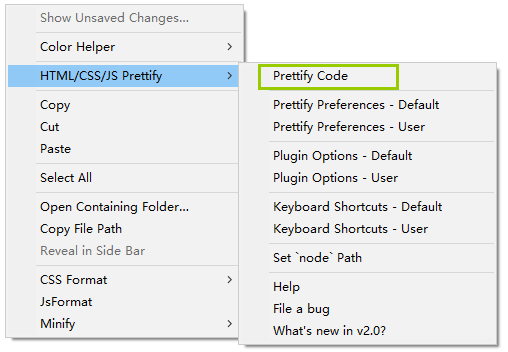 Show Unsaved Changes...
Color Helper
HTML/CSS/JS Prettify
Copy
Cut
Paste
Select All
Open Containing Folder...
Copy File Path
Reveal in Side Bar
CSS Format
JsFormat
Minify
Prettify Code
Prettify Preferences - Default
Prettify Preferences - User
Plugin Options - Default
Plugin Options - User
Keyboard Shortcuts - Default
Keyboard Shortcuts - User
Set `node` Path
Help
File a bug
What's new in v2.0?